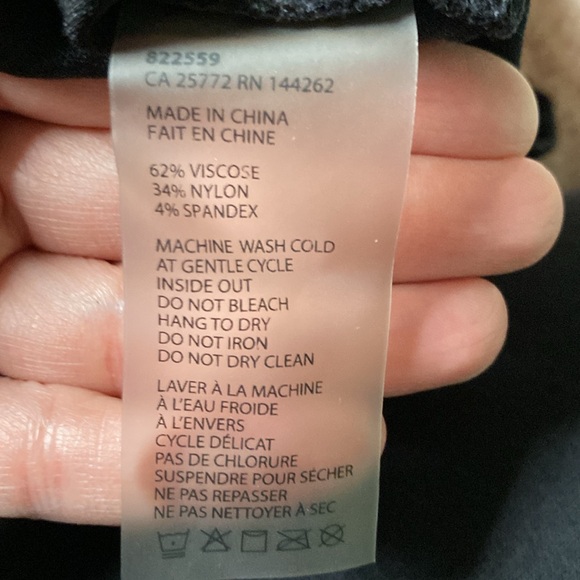 822559
CA 25772 RN 144262
MADE IN CHINA
FAIT EN CHINE
62% VISCOSE
34% NYLON
4% SPANDEX
MACHINE WASH COLD
AT GENTLE CYCLE
INSIDE OUT
DO NOT BLEACH
HANG TO DRY
DO NOT IRON
DO NOT DRY CLEAN
LAVER À LA MACHINE
À L'EAU FROIDE
À L'ENVERS
CYCLE DÉLICAT
PAS DE CHLORURE
SUSPENDRE POUR SÉCHER
NE PAS REPASSER
NE PAS NETTOYER À SEC